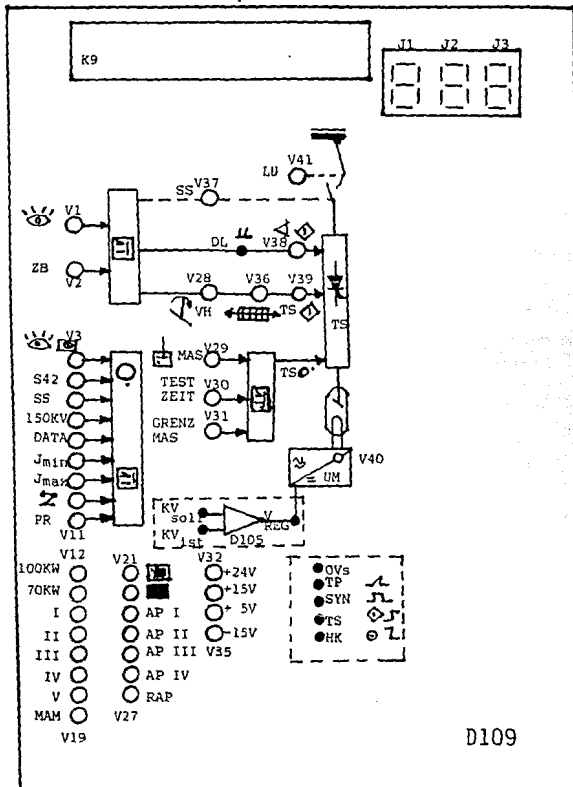 K9
J1 J2 J3
LU V41
SS V37
V1
DL V38
ZB V2
V28 V36 V39
VH TS
TS
V3
MAS V29
S42
TEST ZEIT V30
TSO'
SS
150KV
GRENZ MAS V31
DATA
Jmin
V40
UM
Jmax
KV soll
V
REG
PR
KV ist
D105
V11
V12 V21 V32
100KW
70KW
I
II
III
IV
V
MAM
V19
AP I
AP II
AP III
AP IV
RAP
V27
+24V
+15V
+ 5V
-15V
V35
OVs
TP
SYN
TS
HK
D109